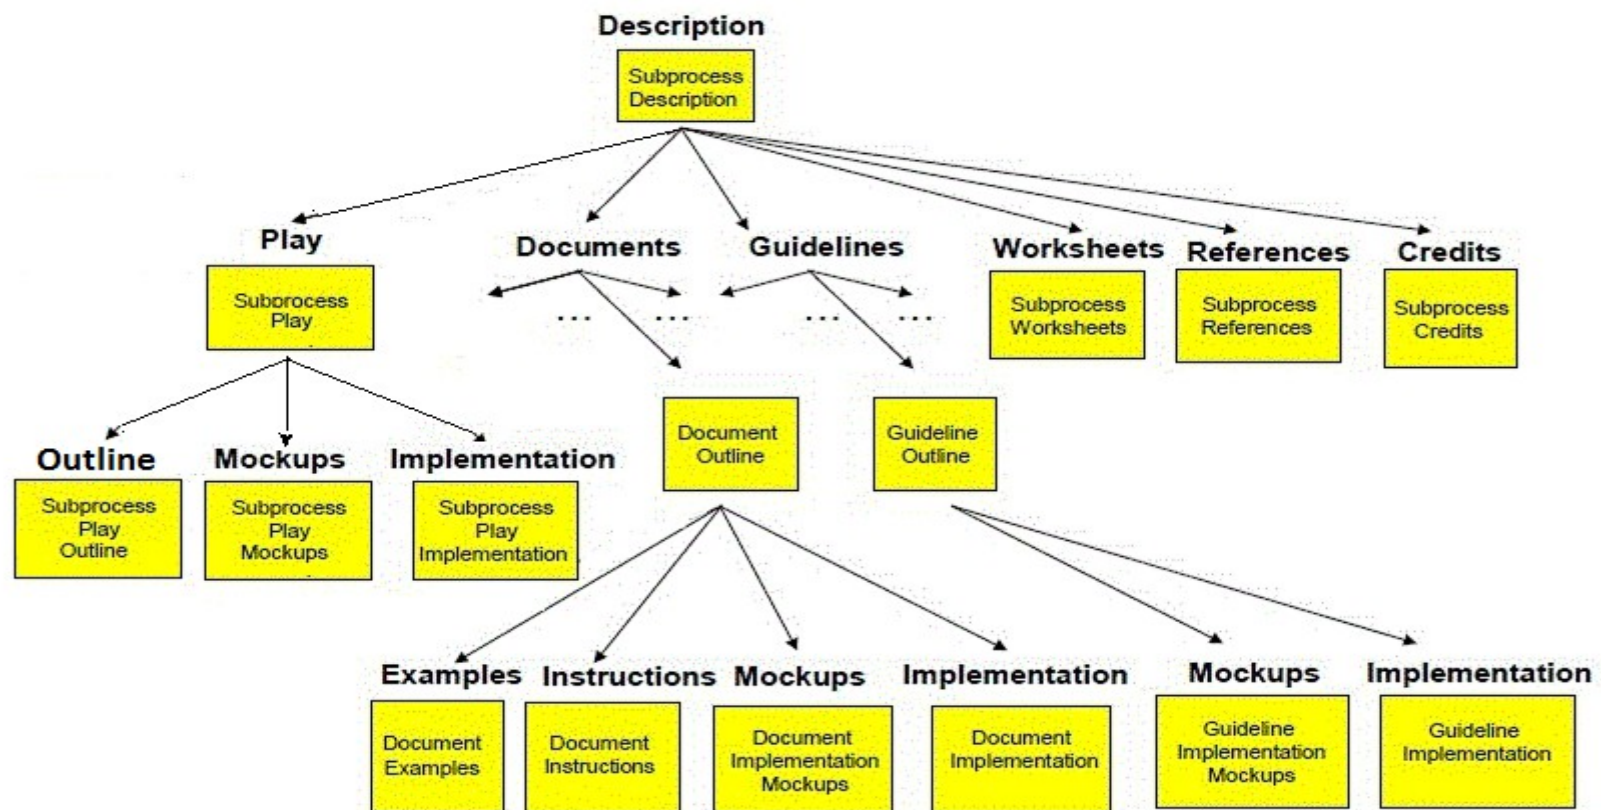 Description
Subprocess
Description
Play
Documents
Guidelines
Worksheets
References
Credits
Subprocess
Play
...
...
...
...
Subprocess
Worksheets
Subprocess
References
Subprocess
Credits
Outline
Mockups
Implementation
Document
Outline
Guideline
Outline
Subprocess
Play
Outline
Subprocess
Play
Mockups
Subprocess
Play
Implementation
Examples
Instructions
Mockups
Implementation
Mockups
Implementation
Document
Examples
Document
Instructions
Document
Implementation
Mockups
Document
Implementation
Guideline
Implementation
Mockups
Guideline
Implementation